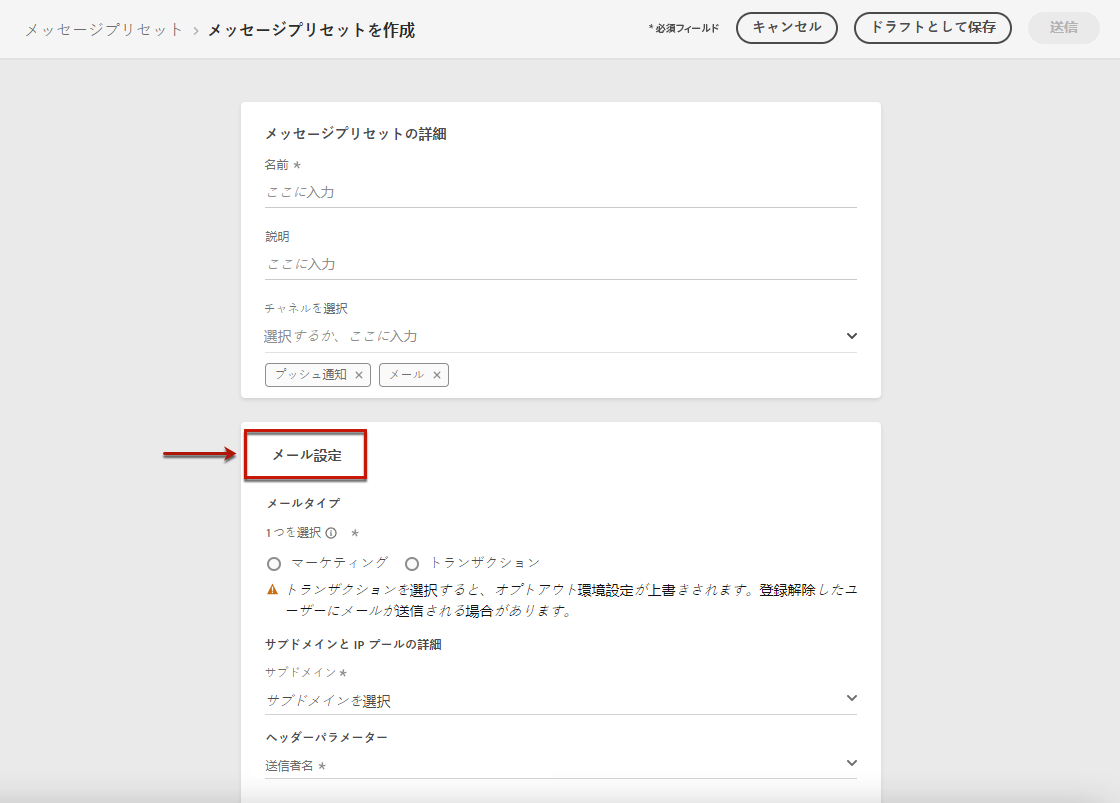 メッセージプリセット › メッセージプリセットを作成
* 必須フィールド
キャンセル
ドラフトとして保存
送信
メッセージプリセットの詳細
名前 *
ここに入力
説明
ここに入力
チャネルを選択
選択するか、ここに入力
プッシュ通知 ×
メール ×
メール設定
メールタイプ
1 つを選択 *
マーケティング
トランザクション
トランザクションを選択すると、オプトアウト環境設定が上書きされます。登録解除したユ
ーザーにメールが送信される場合があります。
サブドメインと IP プールの詳細
サブドメイン *
サブドメインを選択
ヘッダーパラメーター
送信者名 *